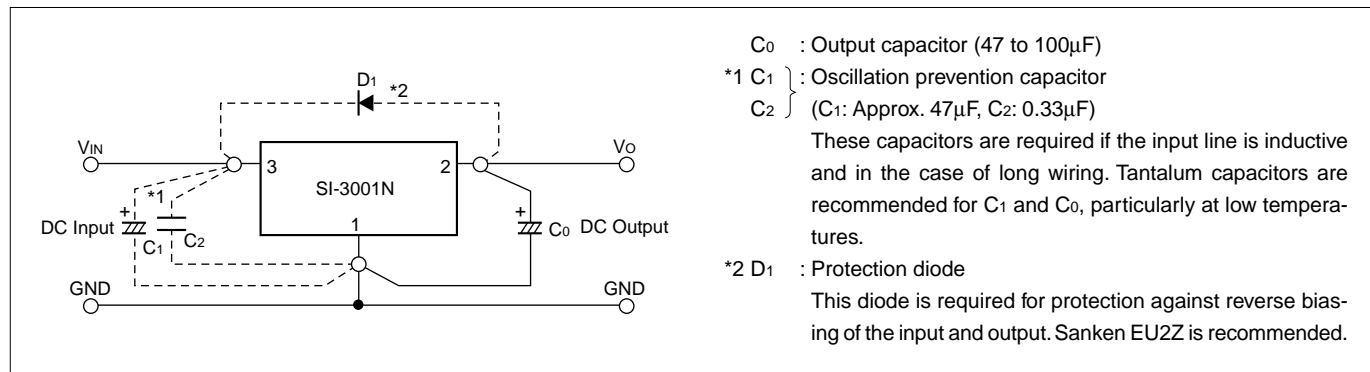 D1
*2
VIN
VO
3
2
SI-3001N
*1
1
+
+
DC Input
C1
C2
C0
DC Output
GND
GND
C0 : Output capacitor (47 to 100μF)
*1 C1 : Oscillation prevention capacitor
C2 (C1: Approx. 47μF, C2: 0.33μF)
These capacitors are required if the input line is inductive
and in the case of long wiring. Tantalum capacitors are
recommended for C1 and C0, particularly at low tempera-
tures.
*2 D1 : Protection diode
This diode is required for protection against reverse bias-
ing of the input and output. Sanken EU2Z is recommended.